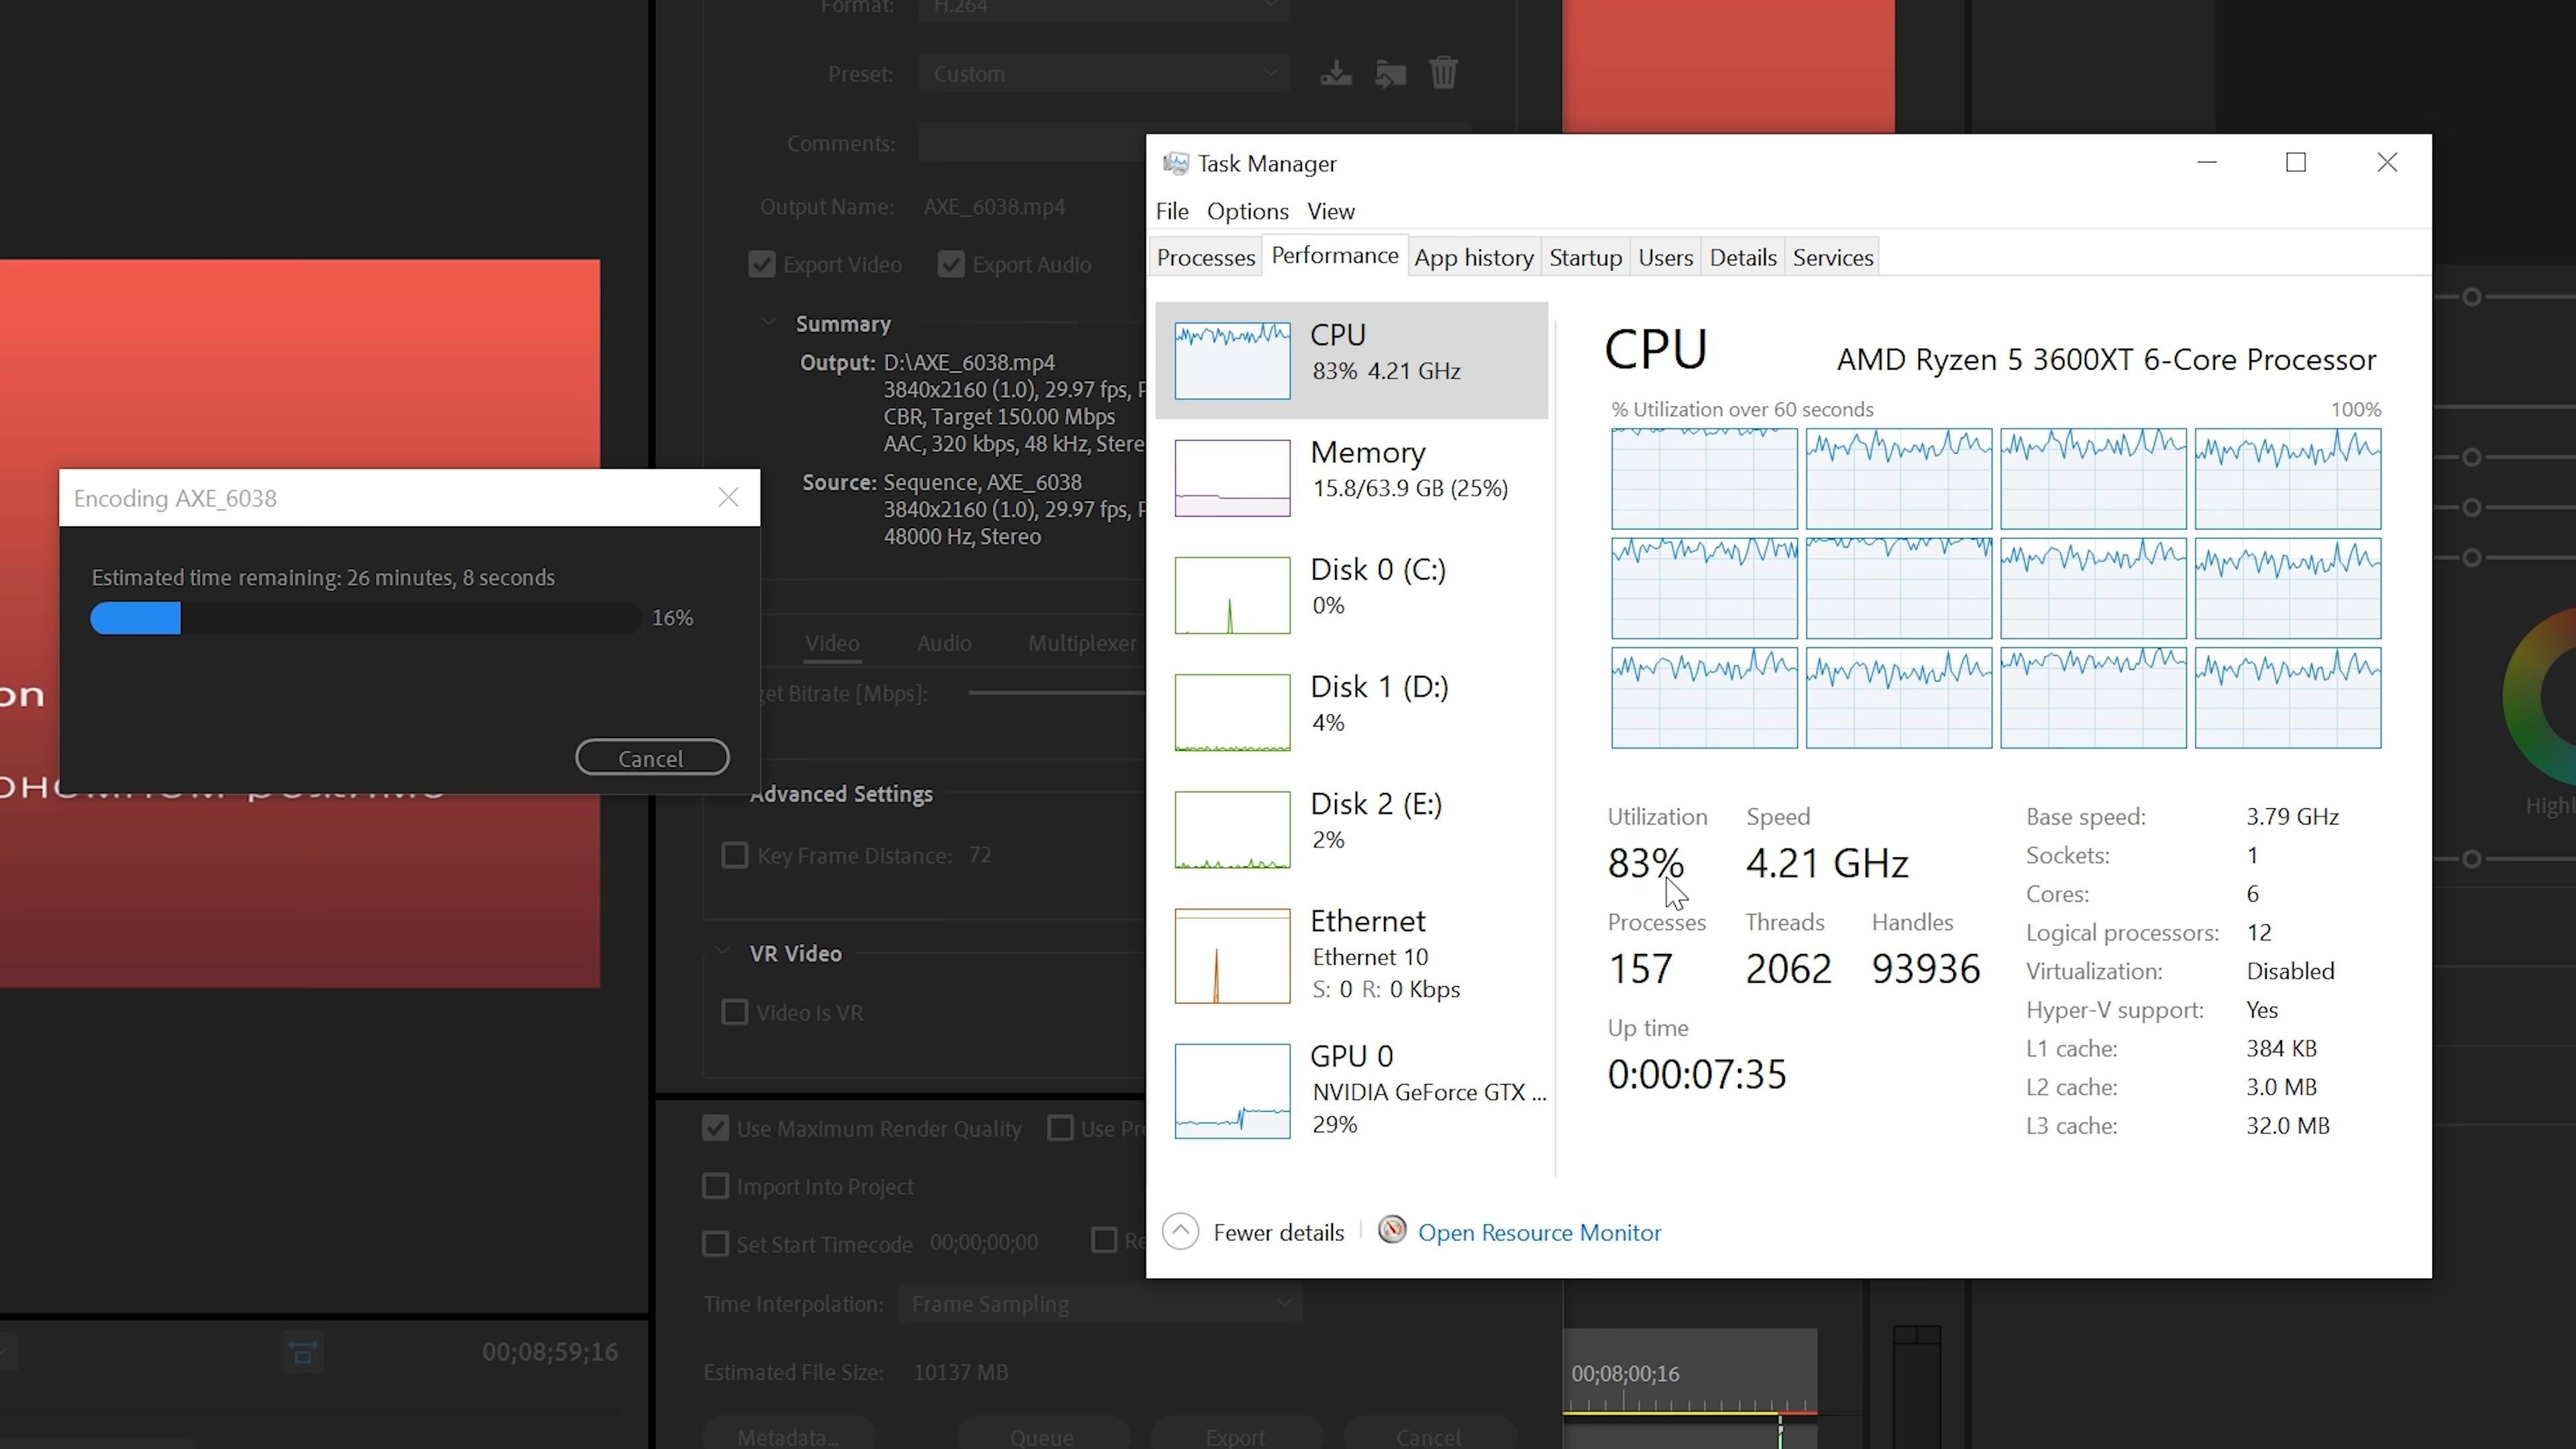 Format: H.264
Preset: Custom
Comments:
Output Name: AXE_6038.mp4
Export Video Export Audio
Summary
Output: D:\AXE_6038.mp4
3840x2160 (1.0), 29.97 fps,
CBR, Target 150.00 Mbps
AAC, 320 kbps, 48 kHz, Stere
Source: Sequence, AXE_6038
3840x2160 (1.0), 29.97 fps,
48000 Hz, Stereo
Encoding AXE_6038
Estimated time remaining: 26 minutes, 8 seconds
16%
Cancel
on
Video Audio Multiplexer
get Bitrate [Mbps]:
Advanced Settings
Key Frame Distance: 72
VR Video
Video Is VR
Use Maximum Render Quality Use Pr
Import Into Project
Set Start Timecode 00;00;00;00 Re
Time Interpolation: Frame Sampling
Estimated File Size: 10137 MB
Metadata... Queue Export Cancel
00;08;59;16
00;08;00;16
Highl
Task Manager
File Options View
Processes Performance App history Startup Users Details Services
CPU
83% 4.21 GHz
Memory
15.8/63.9 GB (25%)
Disk 0 (C:)
0%
Disk 1 (D:)
4%
Disk 2 (E:)
2%
Ethernet
Ethernet 10
S: 0 R: 0 Kbps
GPU 0
NVIDIA GeForce GTX ...
29%
CPU AMD Ryzen 5 3600XT 6-Core Processor
% Utilization over 60 seconds 100%
Utilization Speed
83% 4.21 GHz
Processes Threads Handles
157 2062 93936
Up time
0:00:07:35
Base speed: 3.79 GHz
Sockets: 1
Cores: 6
Logical processors: 12
Virtualization: Disabled
Hyper-V support: Yes
L1 cache: 384 KB
L2 cache: 3.0 MB
L3 cache: 32.0 MB
Fewer details Open Resource Monitor